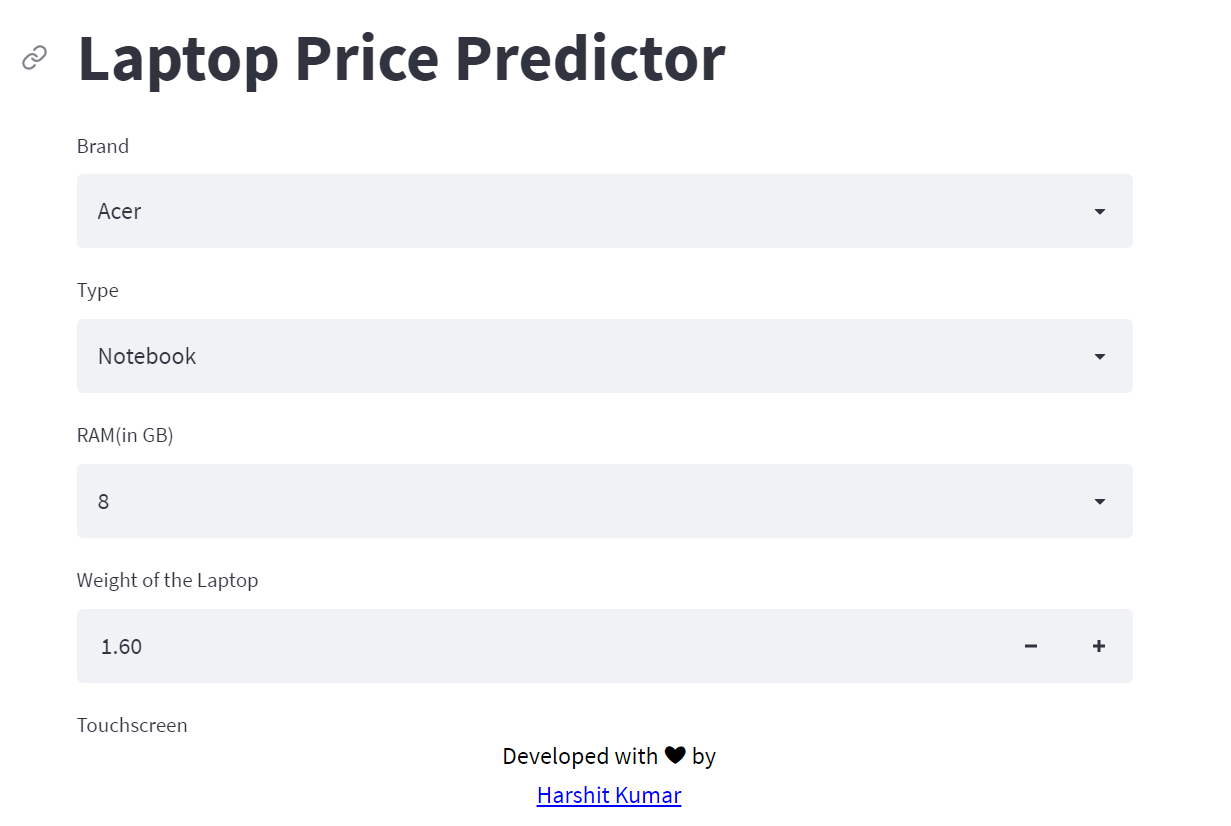 Laptop Price Predictor
Brand
Acer
Type
Notebook
RAM(in GB)
8
Weight of the Laptop
1.60
Touchscreen
Developed with ❤ by
Harshit Kumar